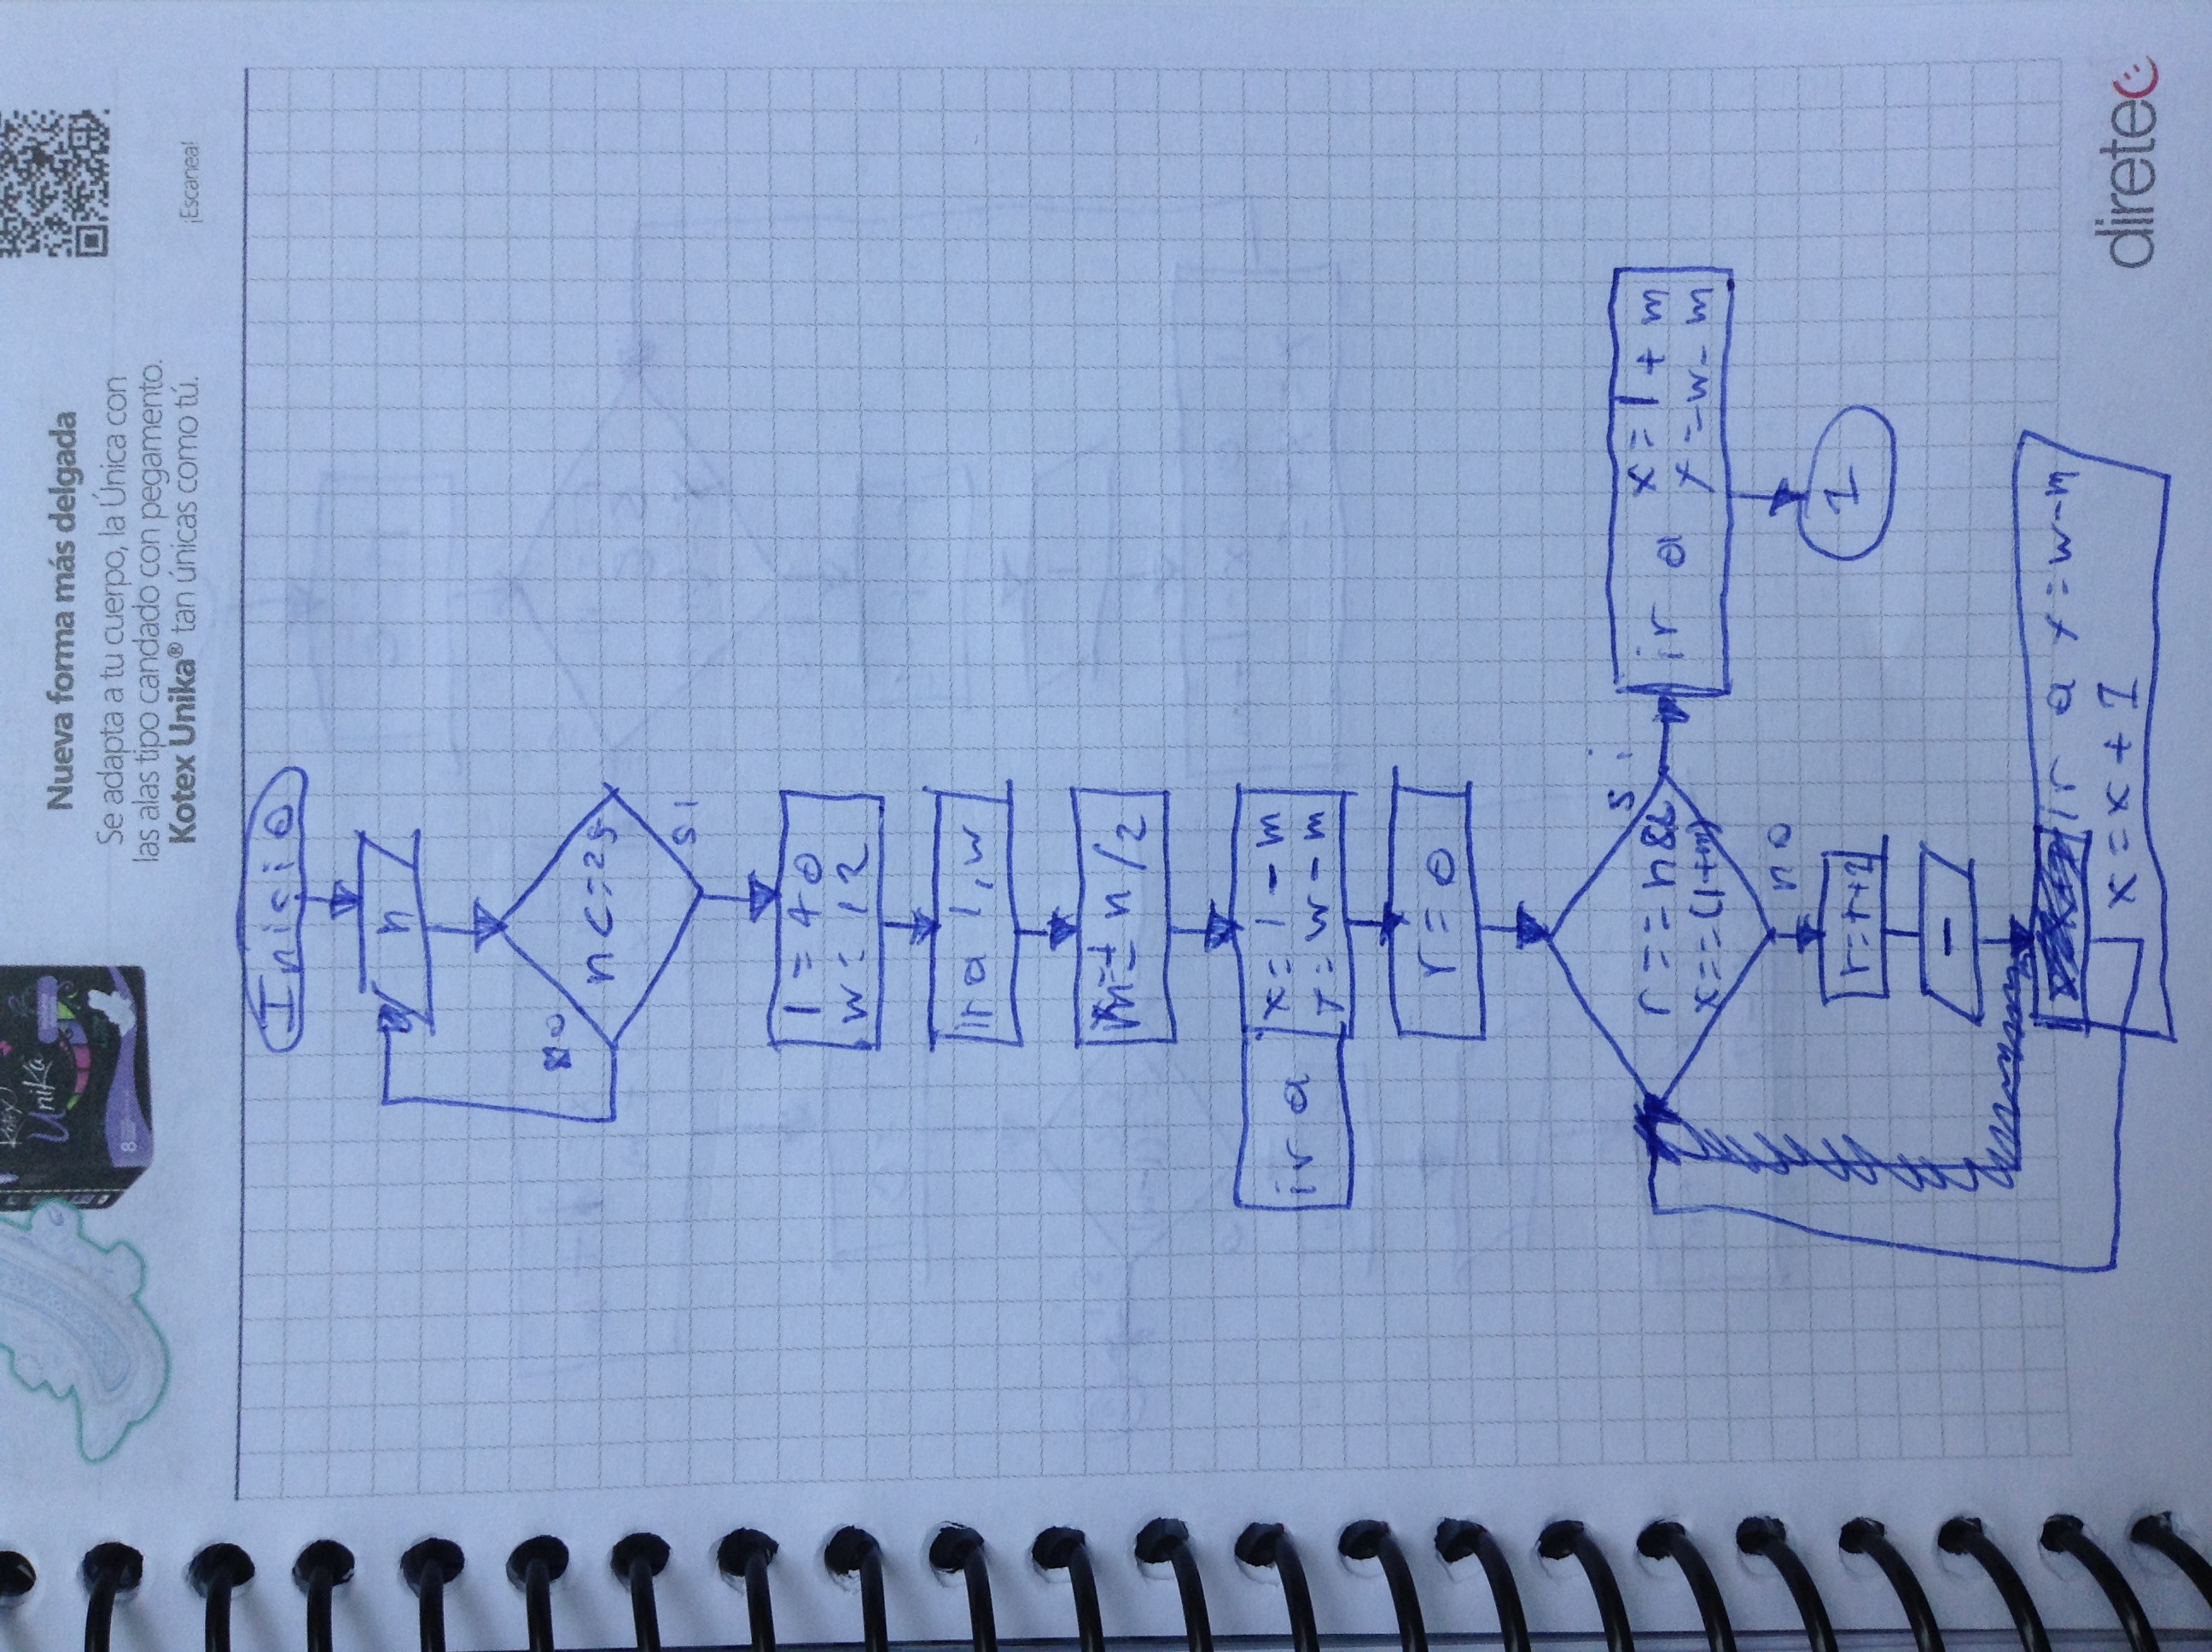 Kotex
Unika
8
Nueva forma más delgada
Se adapta a tu cuerpo, la Única con
las alas tipo candado con pegamento.
Kotex Unika® tan únicas como tú.
¡Escanea!
Inicio
n
no
n <= 25
si
l = 40
w = 12
ir a l, w
m = n/2
ir a
x = l - m
y = w - m
r = 0
si
r == n &&
x == (l+m)
ir a x = l + m
y = w - m
no
1
r = r+1
-
ir a y = w-m
x = x + 1
diretec